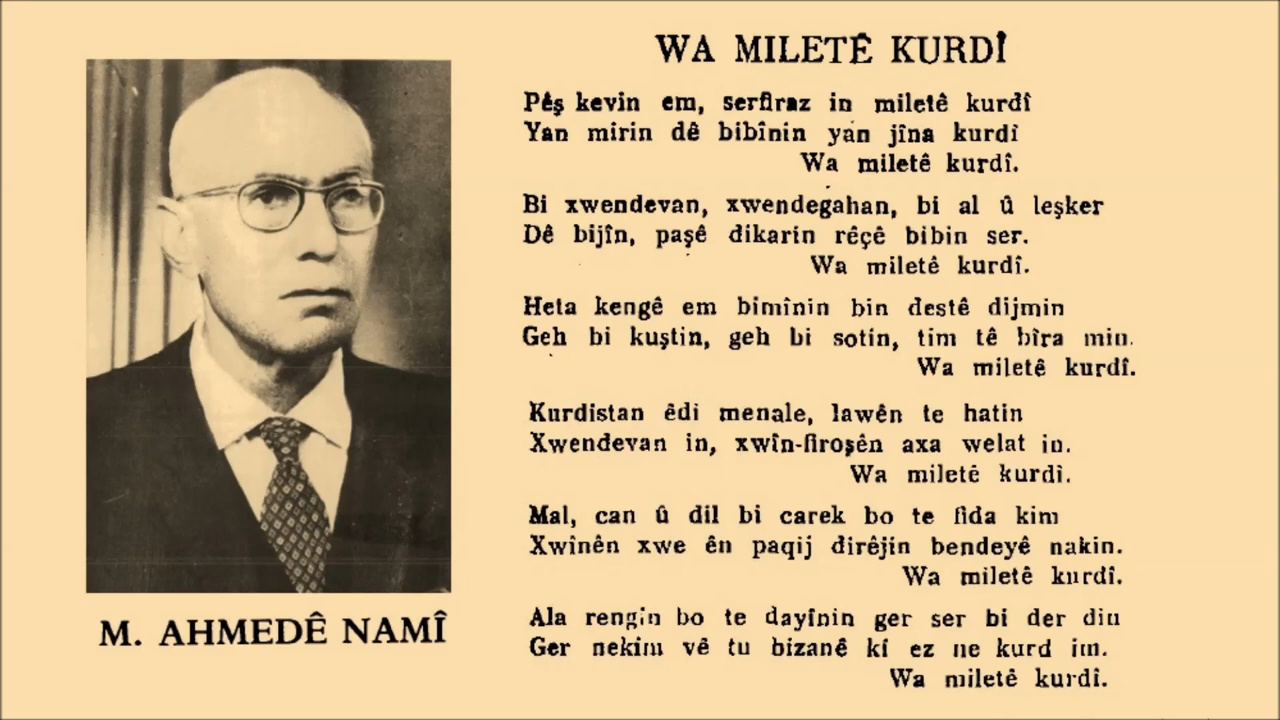 WA MILETÊ KURDÎ
Pêş kevin em, serfiraz in miletê kurdî
Yan mirin dê bibînin yan jîna kurdî
Wa miletê kurdî.
Bi xwendevan, xwendegahan, bi al û leşker
Dê bijîn, paşê dikarin rêçê bibin ser.
Wa miletê kurdî.
Heta kengê em bimînin bin destê dijmin
Geh bi kuştin, geh bi sotin, tim tê bîra min.
Wa miletê kurdî.
Kurdistan êdi menale, lawên te hatin
Xwendevan in, xwîn-firoşên axa welat in.
Wa miletê kurdî.
Mal, can û dil bi carek bo te fida kim
Xwînên xwe ên paqij dirêjin bendeyê nakin.
Wa miletê kurdî.
Ala rengîn bo te dayînin ger ser bi der din
Ger nekim vê tu bizanê kî ez ne kurd im.
Wa miletê kurdî.
M. AHMEDÊ NAMÎ